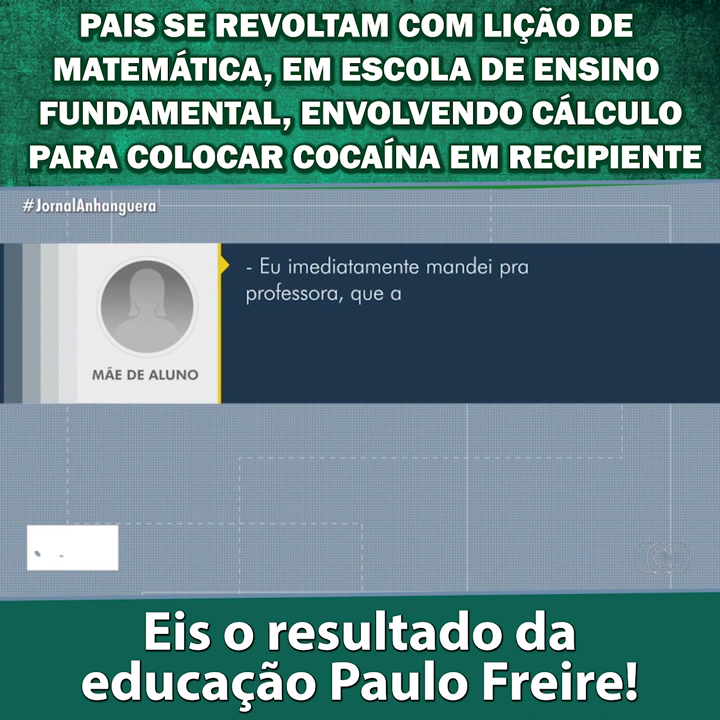 PAIS SE REVOLTAM COM LIÇÃO DE
MATEMÁTICA, EM ESCOLA DE ENSINO
FUNDAMENTAL, ENVOLVENDO CÁLCULO
PARA COLOCAR COCAÍNA EM RECIPIENTE
#JornalAnhanguera
- Eu imediatamente mandei pra
professora, que a
MÃE DE ALUNO
Eis o resultado da
educação Paulo Freire!